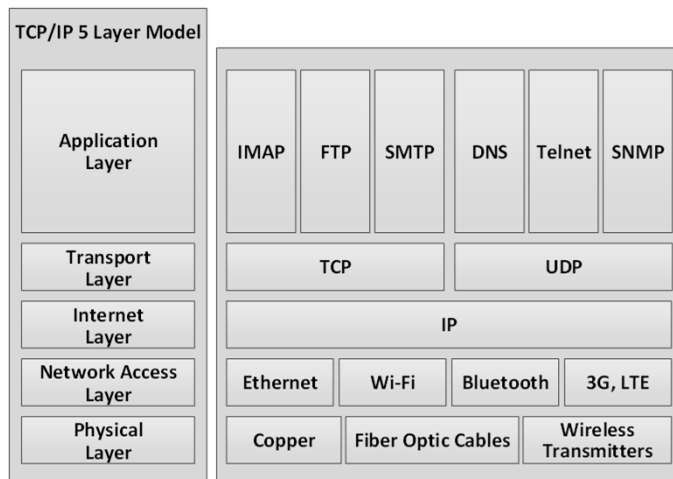 TCP/IP 5 Layer Model
Application
Layer
IMAP
FTP
SMTP
DNS
Telnet
SNMP
Transport
Layer
TCP
UDP
Internet
Layer
IP
Network Access
Layer
Ethernet
Wi-Fi
Bluetooth
3G, LTE
Physical
Layer
Copper
Fiber Optic Cables
Wireless
Transmitters